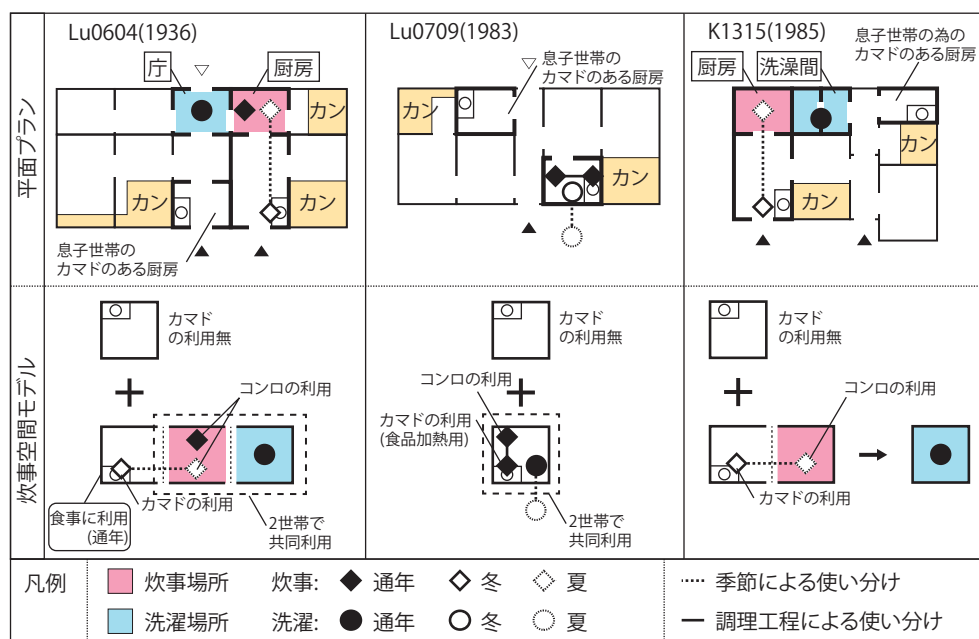 Lu0604(1936)
Lu0709(1983)
K1315(1985)
平面プラン
庁
厨房
カン
カン
カン
息子世帯の
カマドのある厨房
息子世帯の
カマドのある厨房
カン
カン
息子世帯の為の
カマドのある厨房
厨房
洗澡間
カン
カン
炊事空間モデル
カマド
の利用無
コンロの利用
カマドの利用
食事に利用
(通年)
2世帯で
共同利用
カマド
の利用無
コンロの利用
カマドの利用
(食品加熱用)
2世帯で
共同利用
カマド
の利用無
コンロの利用
カマドの利用
凡例
炊事場所
炊事:
通年
冬
夏
季節による使い分け
洗濯場所
洗濯:
通年
冬
夏
調理工程による使い分け